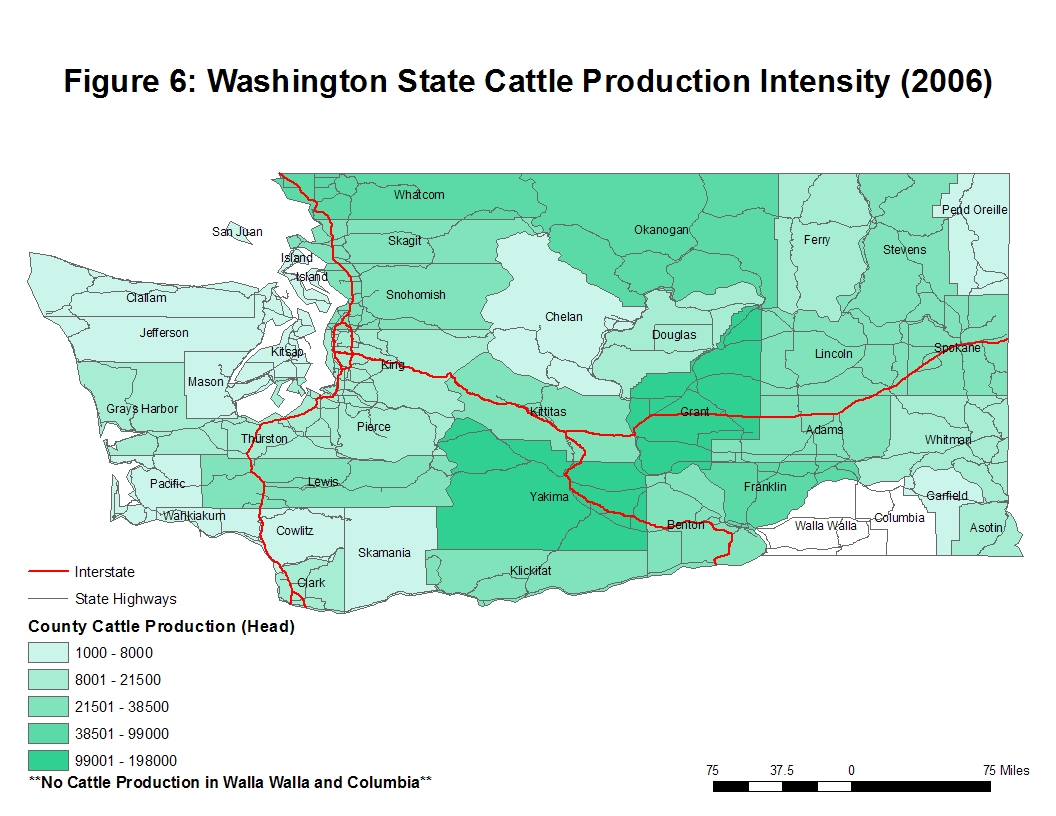 Figure 6: Washington State Cattle Production Intensity (2006)
Whatcom
Pend Oreille
San Juan
Skagit
Okanogan
Ferry
Stevens
Island
Island
Clallam
Snohomish
Chelan
Jefferson
Douglas
Kitsap
King
Lincoln
Spokane
Mason
Grays Harbor
Kittitas
Grant
Thurston
Pierce
Adams
Whitman
Pacific
Lewis
Yakima
Franklin
Garfield
Wahkiakum
Cowlitz
Benton
Walla Walla
Columbia
Asotin
Skamania
Klickitat
Clark
Interstate
State Highways
County Cattle Production (Head)
1000 - 8000
8001 - 21500
21501 - 38500
38501 - 99000
99001 - 198000
**No Cattle Production in Walla Walla and Columbia**
75 37.5 0 75 Miles